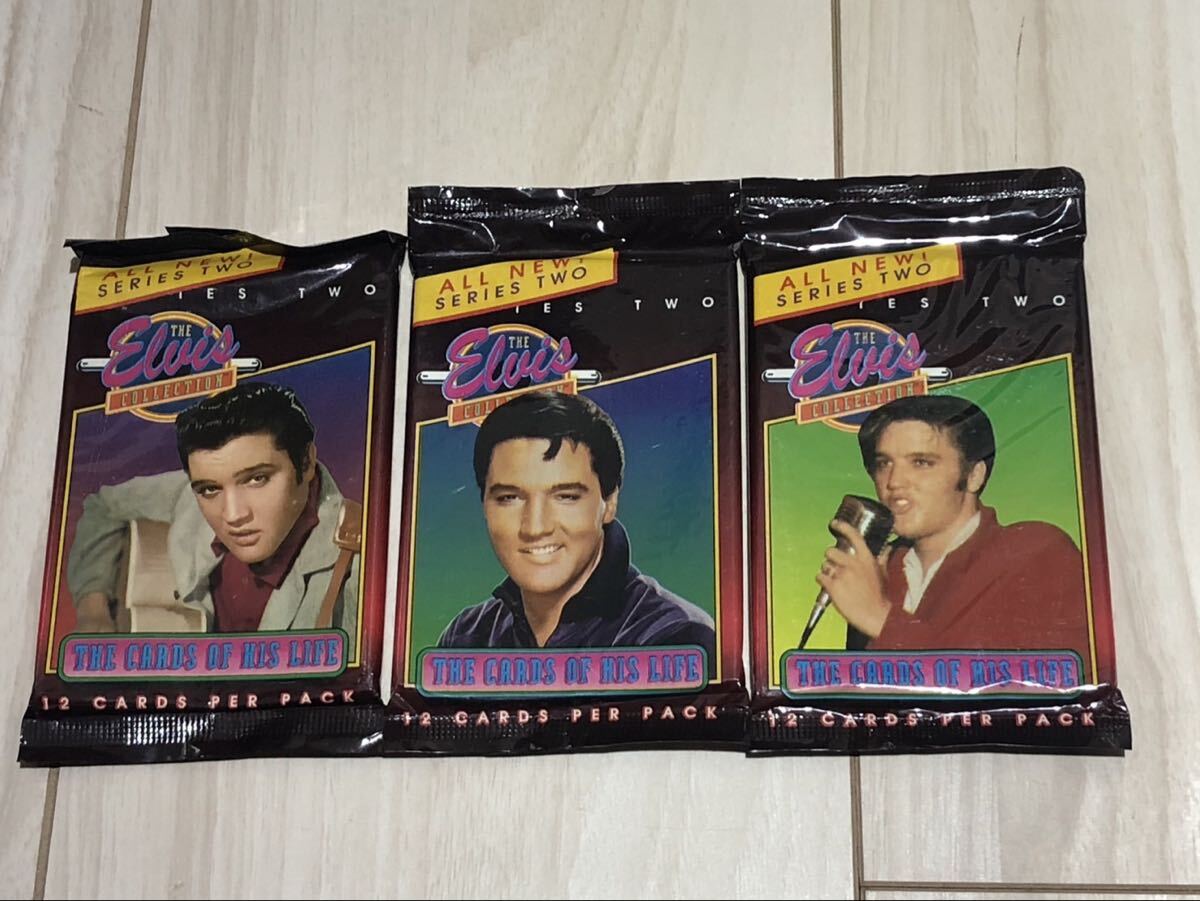 ALL NEW!
SERIES TWO
IES TWO
THE
Elvis
COLLECTION
THE CARDS OF HIS LIFE
12 CARDS PER PACK
ALL NEW!
SERIES TWO
IES TWO
THE
Elvis
COLLECTION
THE CARDS OF HIS LIFE
12 CARDS PER PACK
ALL NEW!
SERIES TWO
IES TWO
THE
Elvis
COLLECTION
THE CARDS OF HIS LIFE
12 CARDS PER PACK